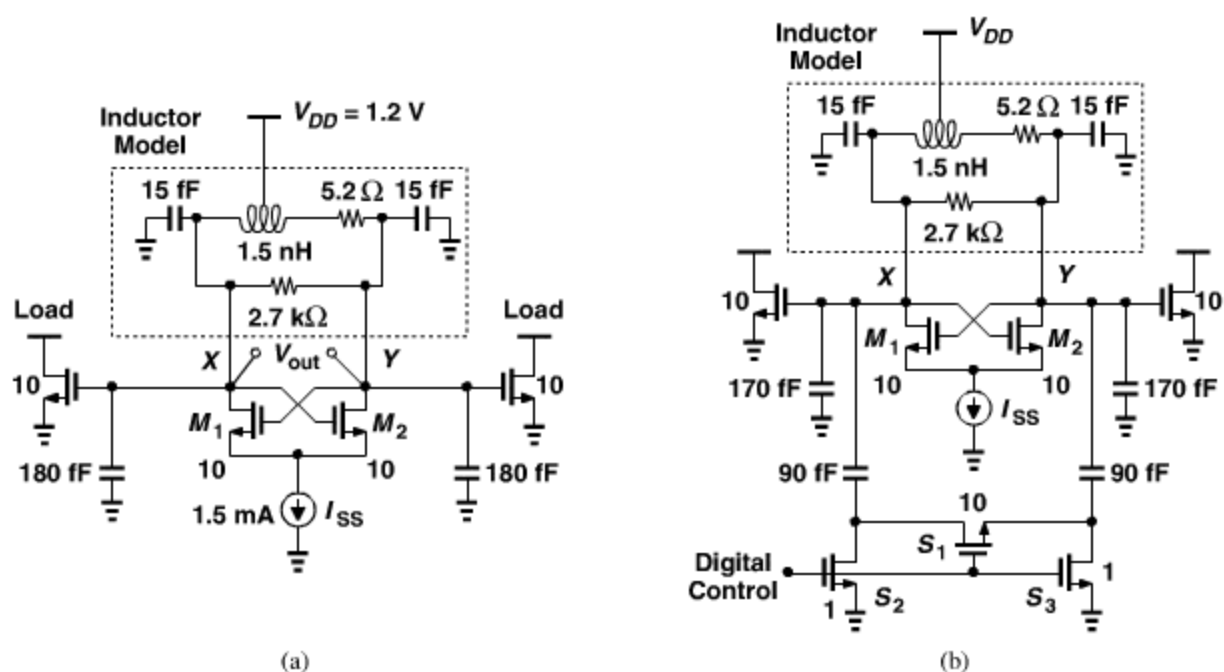 Inductor
Model
V_DD = 1.2 V
15 fF
5.2 Ω
15 fF
1.5 nH
2.7 kΩ
Load
Load
X
V_out
Y
10
10
M_1
M_2
10
10
180 fF
180 fF
1.5 mA
I_SS
(a)
Inductor
Model
V_DD
15 fF
5.2 Ω
15 fF
1.5 nH
2.7 kΩ
X
Y
10
10
M_1
M_2
10
10
170 fF
170 fF
I_SS
90 fF
90 fF
10
S_1
Digital
Control
1
S_2
S_3
1
(b)